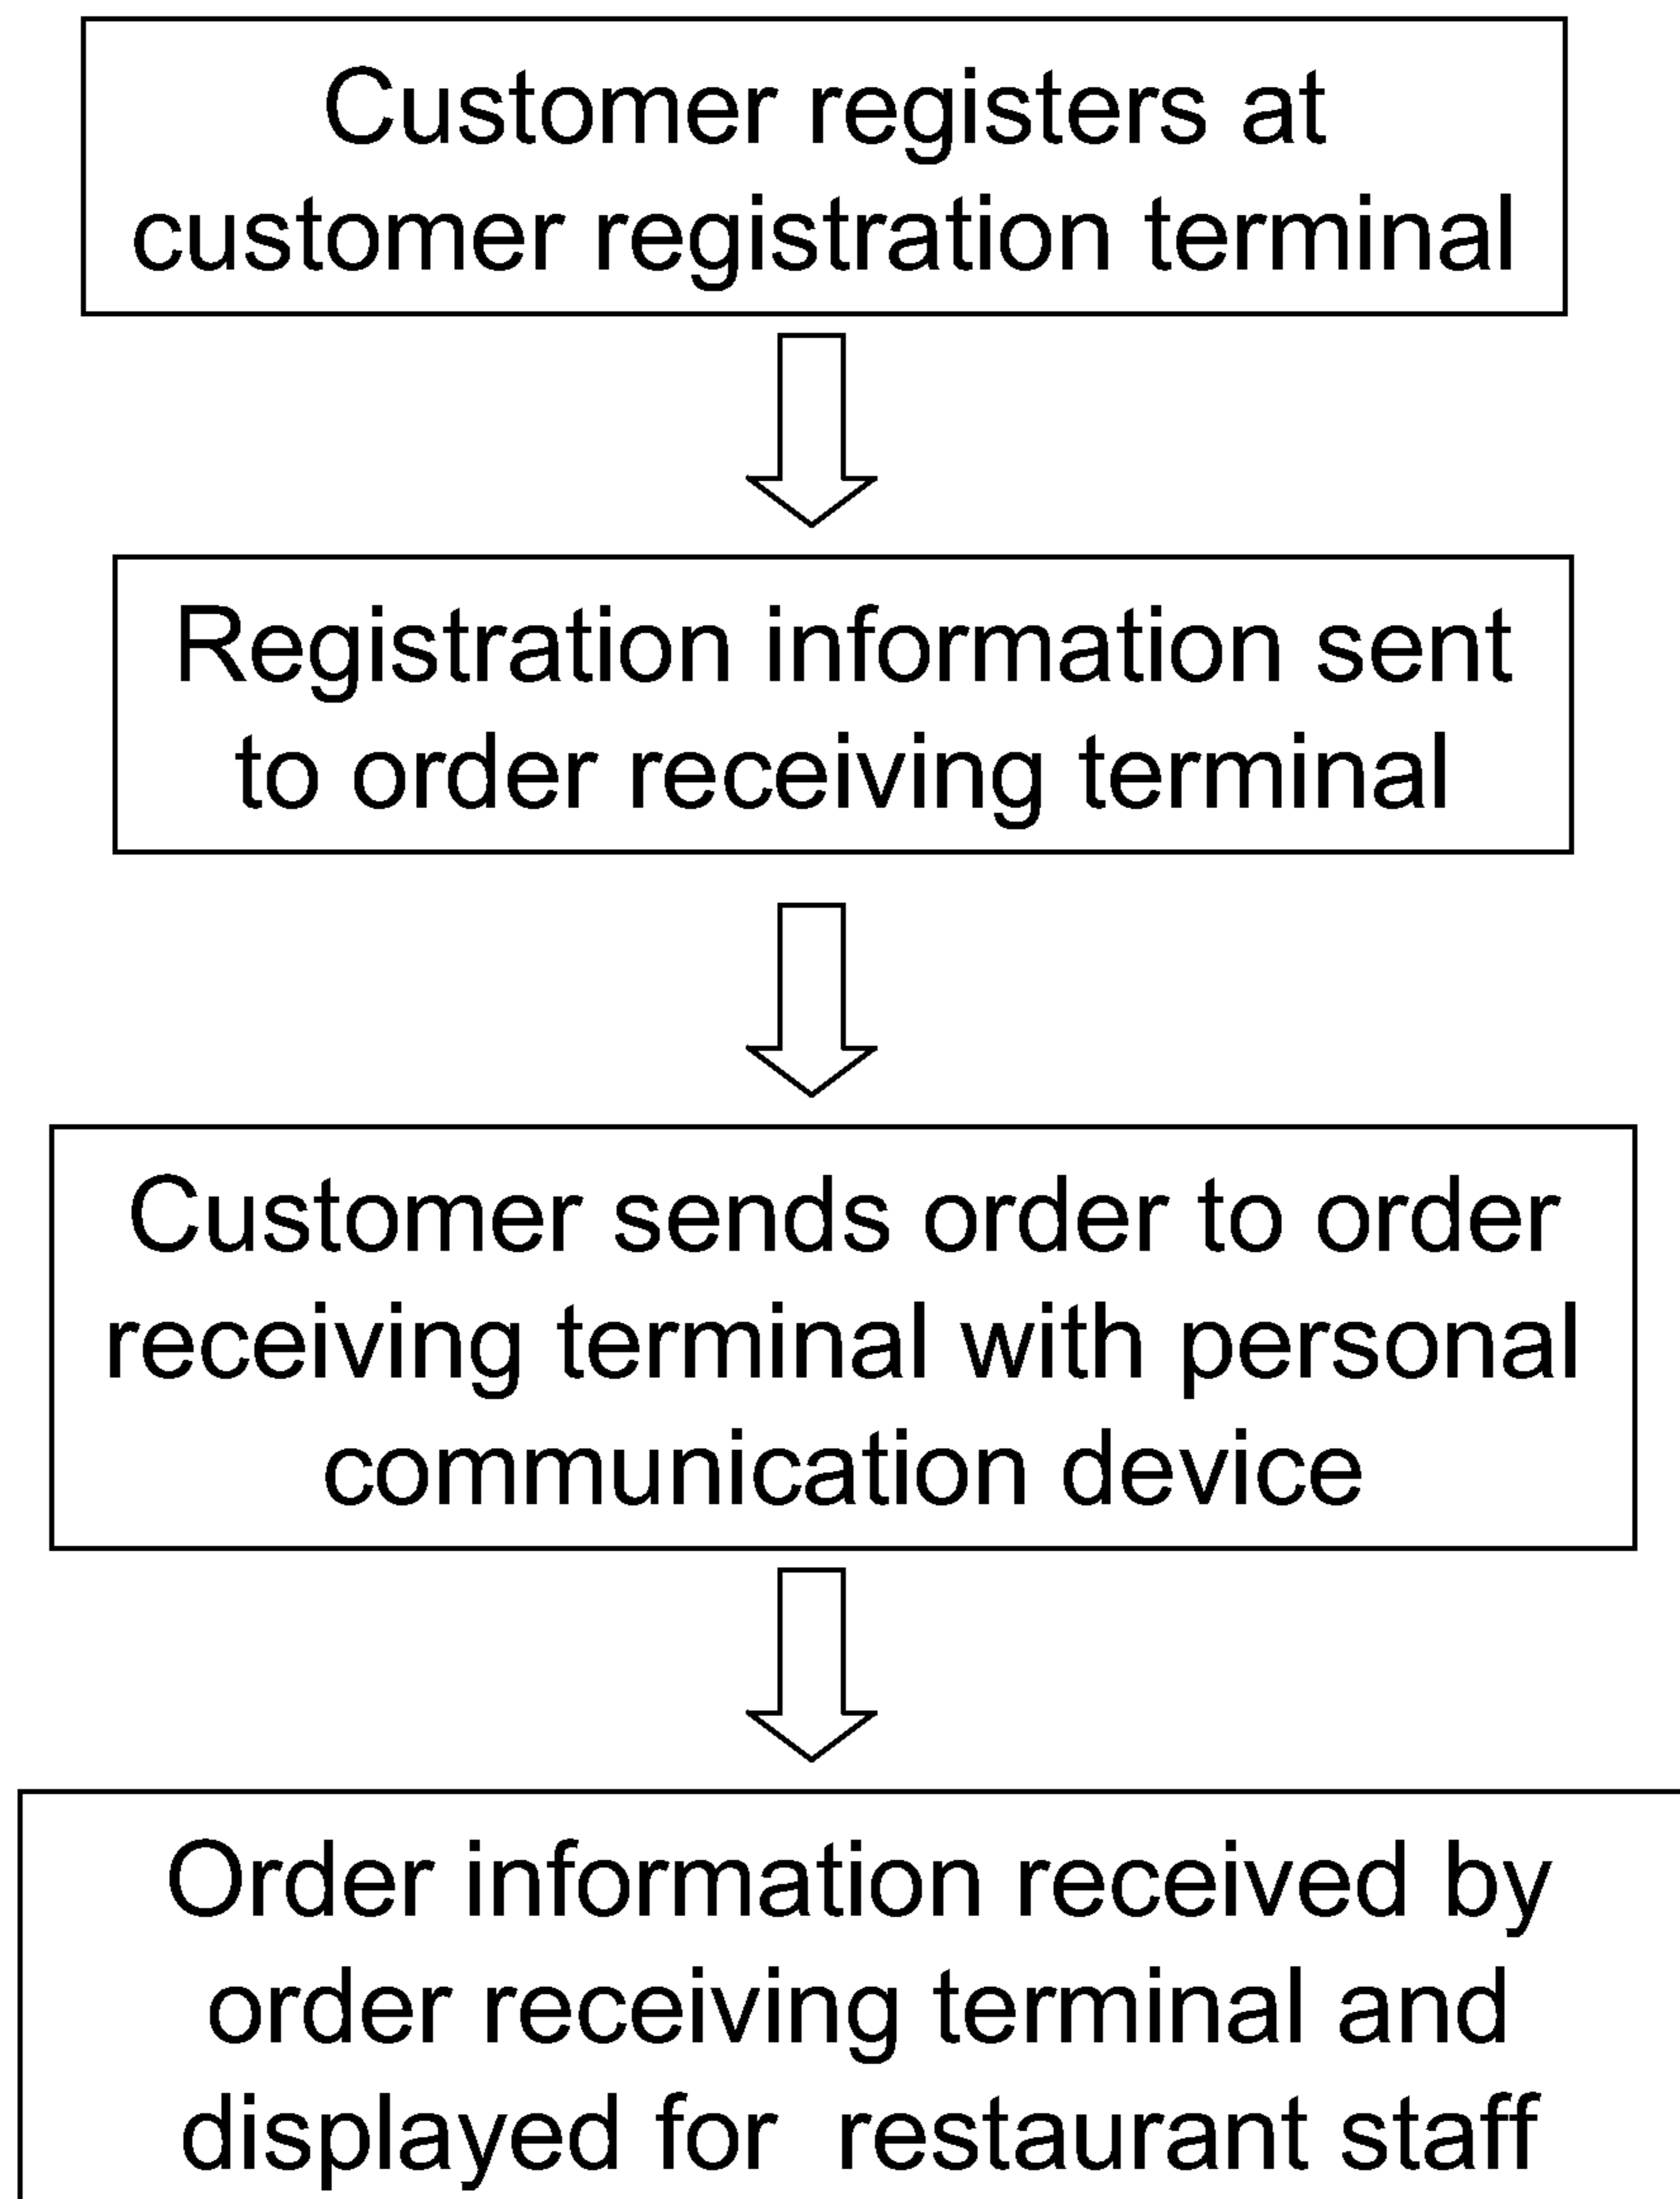 Customer registers at
customer registration terminal
Registration information sent
to order receiving terminal
Customer sends order to order
receiving terminal with personal
communication device
Order information received by
order receiving terminal and
displayed for restaurant staff